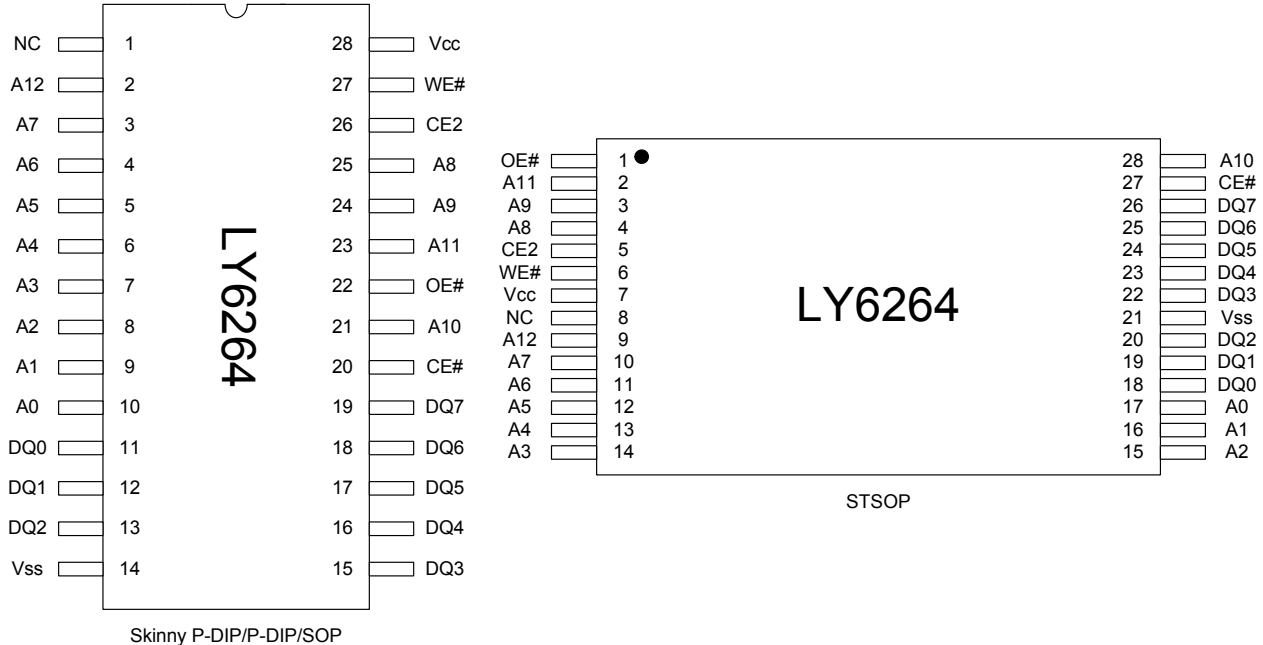 NC 1 28 Vcc
A12 2 27 WE#
A7 3 26 CE2
A6 4 25 A8
A5 5 24 A9
A4 6 23 A11
A3 7 22 OE#
A2 8 21 A10
A1 9 20 CE#
A0 10 19 DQ7
DQ0 11 18 DQ6
DQ1 12 17 DQ5
DQ2 13 16 DQ4
Vss 14 15 DQ3
LY6264
Skinny P-DIP/P-DIP/SOP
OE# 1 28 A10
A11 2 27 CE#
A9 3 26 DQ7
A8 4 25 DQ6
CE2 5 24 DQ5
WE# 6 23 DQ4
Vcc 7 22 DQ3
NC 8 21 Vss
A12 9 20 DQ2
A7 10 19 DQ1
A6 11 18 DQ0
A5 12 17 A0
A4 13 16 A1
A3 14 15 A2
LY6264
STSOP